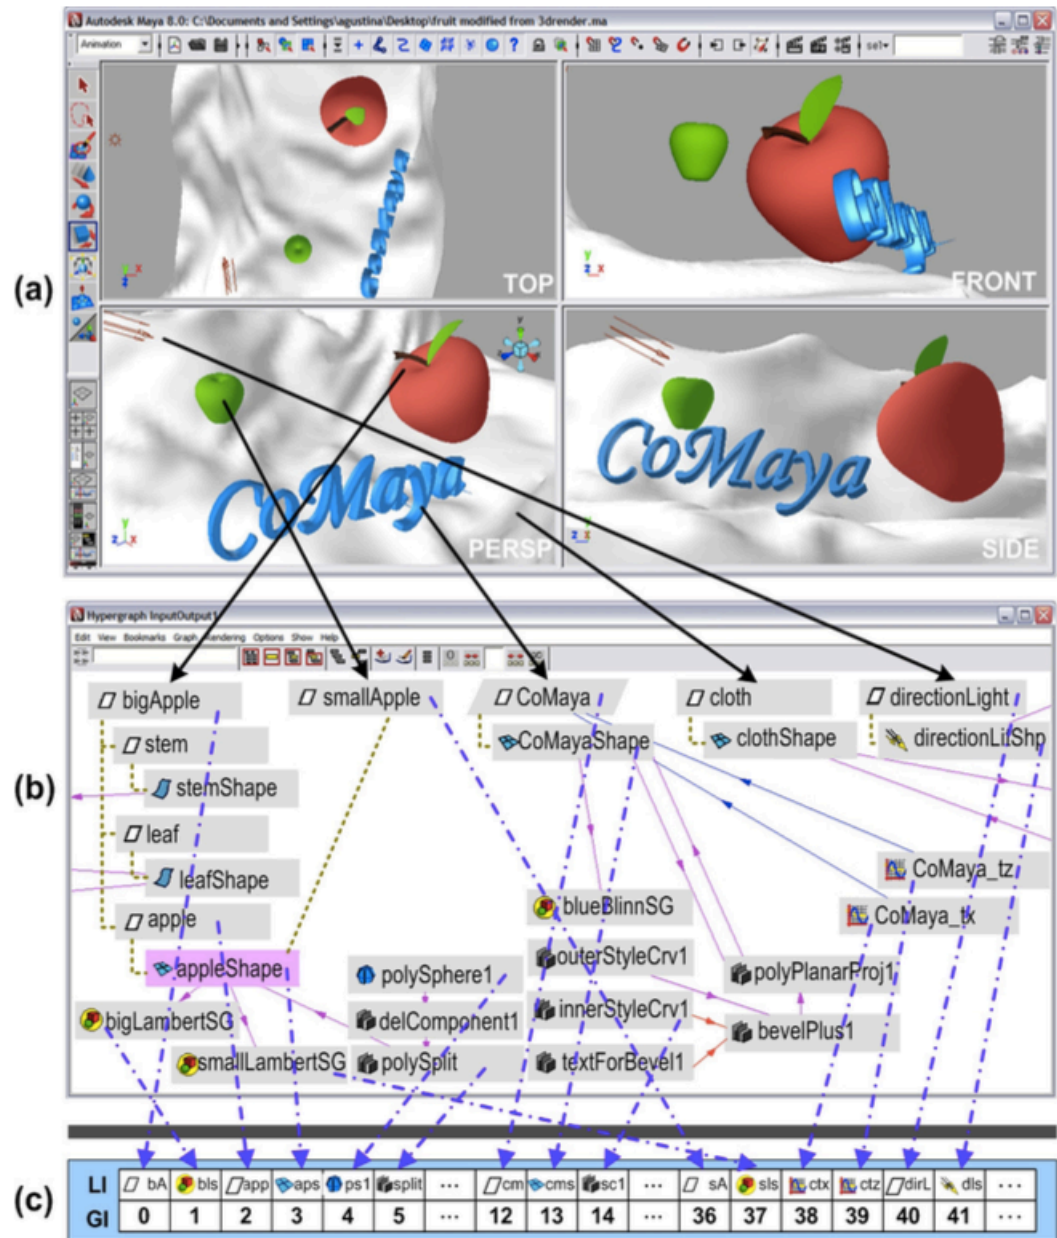 Autodesk Maya 8.0: C:\Documents and Settings\agustina\Desktop\fruit modified from 3drender.ma
Animation
sel
TOP
FRONT
(a)
CoMaya
PERSP
CoMaya
SIDE
Hypergraph InputOutput1
Edit View Bookmarks Graph Rendering Options Show Help
bigApple
smallApple
CoMaya
cloth
directionLight
stem
CoMayaShape
clothShape
directionLitShp
(b)
stemShape
leaf
leafShape
CoMaya_tz
apple
blueBlinnSG
CoMaya_tx
appleShape
polySphere1
outerStyleCrv1
polyPlanarProj1
bigLambertSG
delComponent1
innerStyleCrv1
bevelPlus1
smallLambertSG
polySplit
textForBevel1
(c)
LI bA bls app aps ps1 split ... cm cms sc1 ... sA sls ctx ctz dirL dls ...
GI 0 1 2 3 4 5 ... 12 13 14 ... 36 37 38 39 40 41 ...